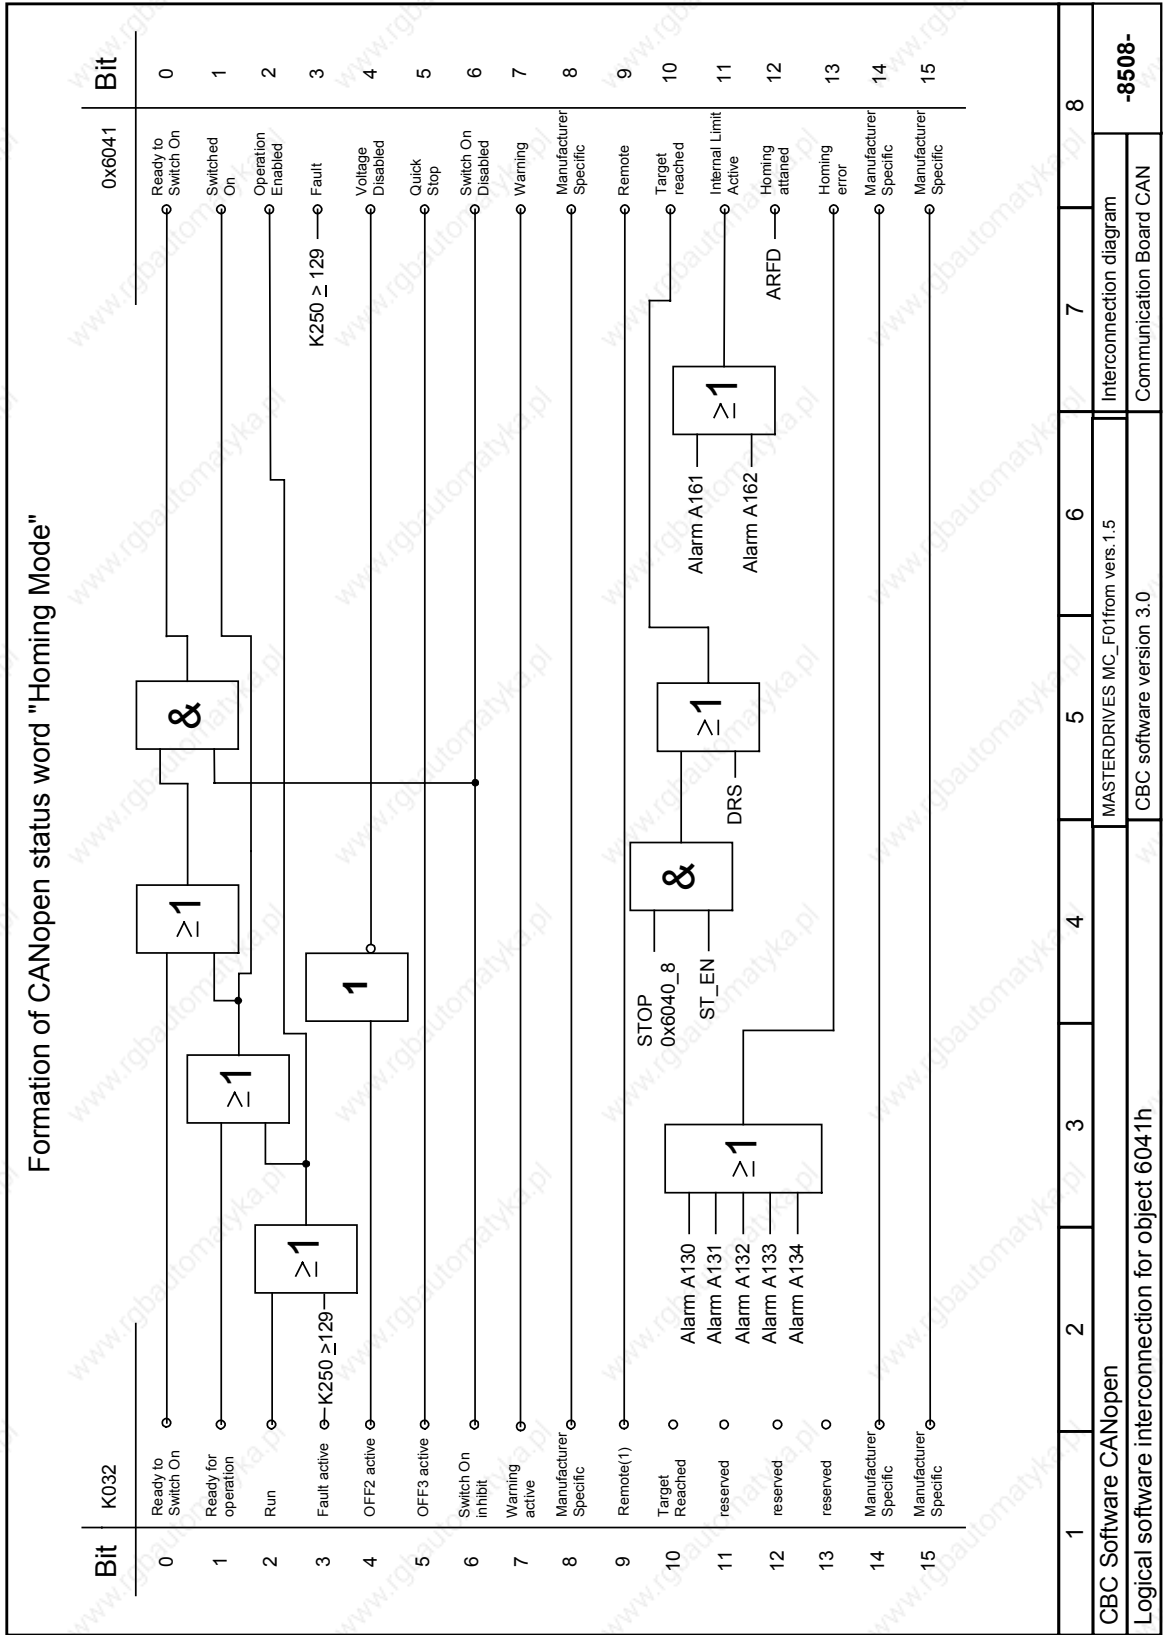 Formation of CANopen status word "Homing Mode"
Bit K032
0x6041 Bit
0 Ready to
Switch On
Ready to
Switch On 0
1 Ready for
operation
Switched
On 1
2 Run
Operation
Enabled 2
3 Fault active K250 ≥129
K250 ≥ 129 Fault 3
4 OFF2 active
Voltage
Disabled 4
5 OFF3 active
Quick
Stop 5
6 Switch On
inhibit
Switch On
Disabled 6
7 Warning
active
Warning 7
8 Manufacturer
Specific
Manufacturer
Specific 8
9 Remote(1)
Remote 9
10 Target
Reached
Target
reached 10
11 reserved
Internal Limit
Active 11
12 reserved
ARFD Homing
attained 12
13 reserved
Homing
error 13
14 Manufacturer
Specific
Manufacturer
Specific 14
15 Manufacturer
Specific
Manufacturer
Specific 15
≥1
≥1
≥1
&
1
Alarm A130
Alarm A131
Alarm A132
Alarm A133
Alarm A134
≥1
STOP
0x6040_8
ST_EN
&
DRS
≥1
Alarm A161
Alarm A162
≥1
1 2 3 4 5 6 7 8
CBC Software CANopen
MASTERDRIVES MC_F01from vers.1.5
Interconnection diagram
-8508-
Logical software interconnection for object 6041h
CBC software version 3.0
Communication Board CAN
www.rgbautomatyka.pl